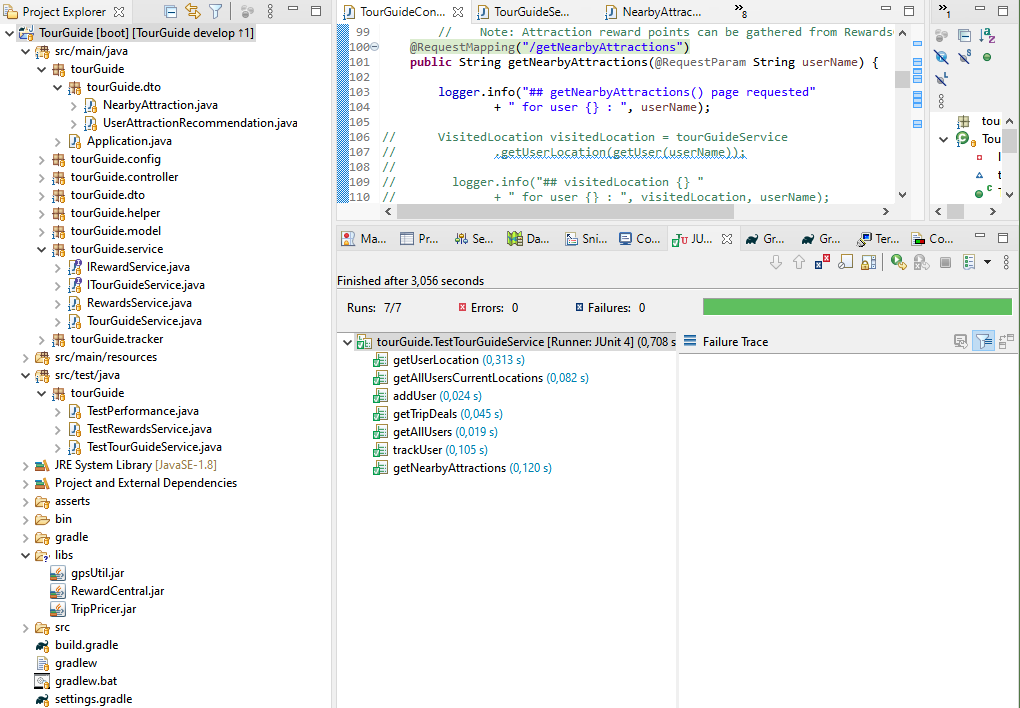 Project Explorer
TourGuide [boot] [TourGuide develop ↑1]
src/main/java
tourGuide
tourGuide.dto
NearbyAttraction.java
UserAttractionRecommendation.java
Application.java
tourGuide.config
tourGuide.controller
tourGuide.dto
tourGuide.helper
tourGuide.model
tourGuide.service
IRewardService.java
ITourGuideService.java
RewardsService.java
TourGuideService.java
tourGuide.tracker
src/main/resources
src/test/java
tourGuide
TestPerformance.java
TestRewardsService.java
TestTourGuideService.java
JRE System Library [JavaSE-1.8]
Project and External Dependencies
asserts
bin
gradle
libs
gpsUtil.jar
RewardCentral.jar
TripPricer.jar
src
build.gradle
gradlew
gradlew.bat
settings.gradle
TourGuideCon... TourGuideSe... NearbyAttrac... »8
99 // Note: Attraction reward points can be gathered from Rewards
100 @RequestMapping("/getNearbyAttractions")
101 public String getNearbyAttractions(@RequestParam String userName) {
102
103 logger.info("## getNearbyAttractions() page requested"
104 + " for user {} : ", userName);
105
106 // VisitedLocation visitedLocation = tourGuideService
107 // .getUserLocation(getUser(userName));
108 //
109 // logger.info("## visitedLocation {} "
110 // + " for user {} : ", visitedLocation, userName);
»1
tou
Tou
Ma... Pr... Se... Da... Sni... Co... JU... Gr... Gr... Ter... Co...
Finished after 3,056 seconds
Runs: 7/7 Errors: 0 Failures: 0
tourGuide.TestTourGuideService [Runner: JUnit 4] (0,708 s
getUserLocation (0,313 s)
getAllUsersCurrentLocations (0,082 s)
addUser (0,024 s)
getTripDeals (0,045 s)
getAllUsers (0,019 s)
trackUser (0,105 s)
getNearbyAttractions (0,120 s)
Failure Trace